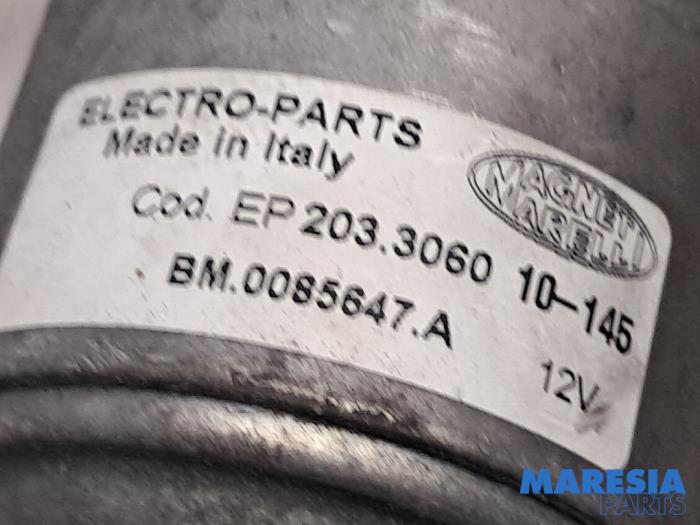 ELECTRO-PARTS
Made in Italy
MAGNETI
MARELLI
Cod. EP 203.3060 10-145
BM.0085647.A
12V
MARESIA
PARTS